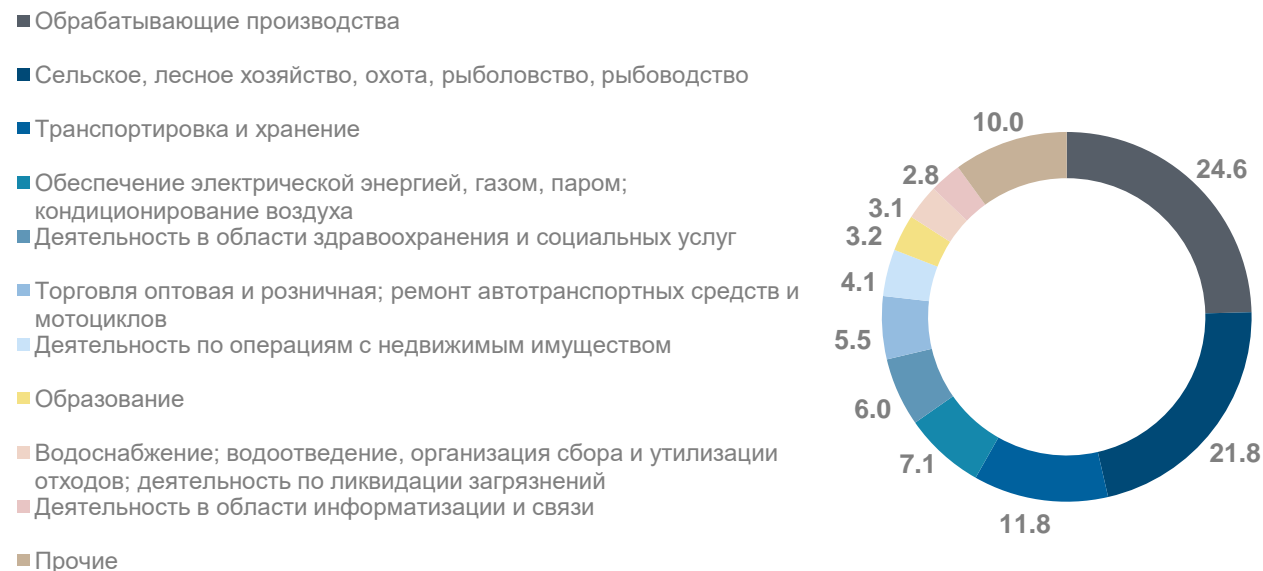 Обрабатывающие производства
Сельское, лесное хозяйство, охота, рыболовство, рыбоводство
Транспортировка и хранение
Обеспечение электрической энергией, газом, паром;
кондиционирование воздуха
Деятельность в области здравоохранения и социальных услуг
Торговля оптовая и розничная; ремонт автотранспортных средств и
мотоциклов
Деятельность по операциям с недвижимым имуществом
Образование
Водоснабжение; водоотведение, организация сбора и утилизации
отходов; деятельность по ликвидации загрязнений
Деятельность в области информатизации и связи
Прочие
24.6
21.8
11.8
7.1
6.0
5.5
4.1
3.2
3.1
2.8
10.0